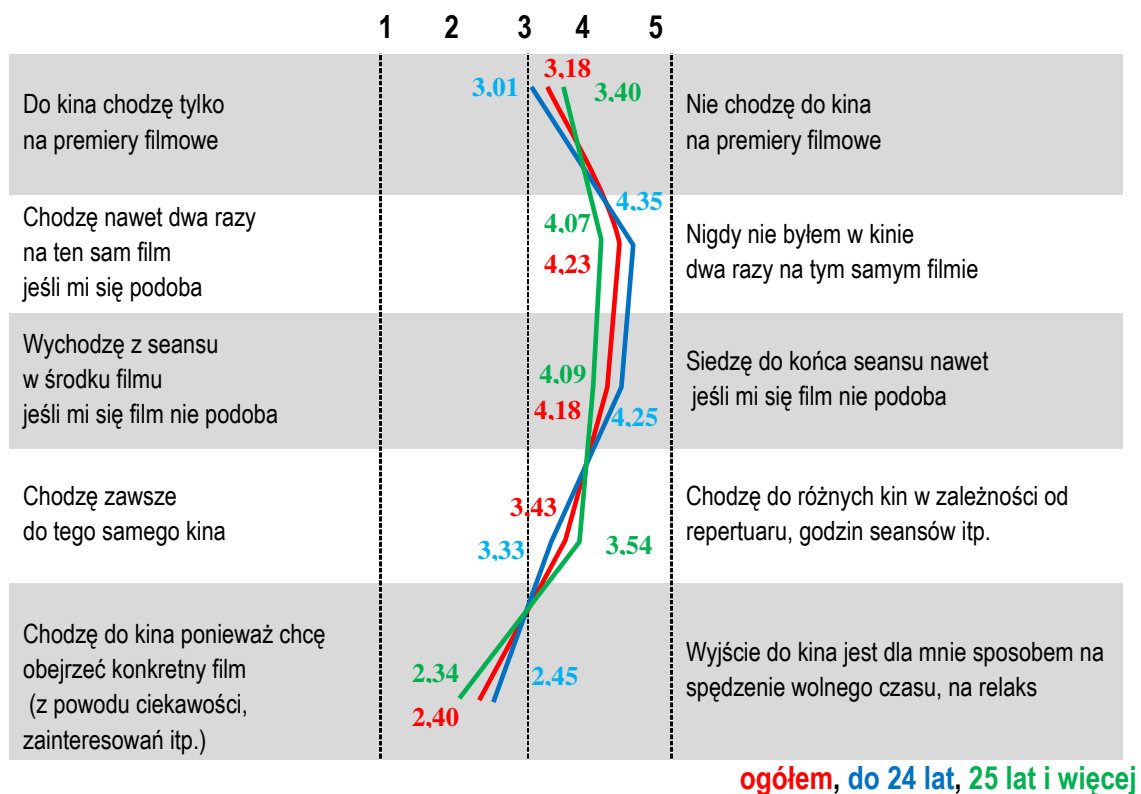 1 2 3 4 5
Do kina chodzę tylko
na premiery filmowe
3,01
3,18
3,40
Nie chodzę do kina
na premiery filmowe
Chodzę nawet dwa razy
na ten sam film
jeśli mi się podoba
4,07
4,23
4,35
Nigdy nie byłem w kinie
dwa razy na tym samym filmie
Wychodzę z seansu
w środku filmu
jeśli mi się film nie podoba
4,09
4,18
4,25
Siedzę do końca seansu nawet
jeśli mi się film nie podoba
Chodzę zawsze
do tego samego kina
3,43
3,33
3,54
Chodzę do różnych kin w zależności od
repertuaru, godzin seansów itp.
Chodzę do kina ponieważ chcę
obejrzeć konkretny film
(z powodu ciekawości,
zainteresowań itp.)
2,34
2,40
2,45
Wyjście do kina jest dla mnie sposobem na
spędzenie wolnego czasu, na relaks
ogółem, do 24 lat, 25 lat i więcej